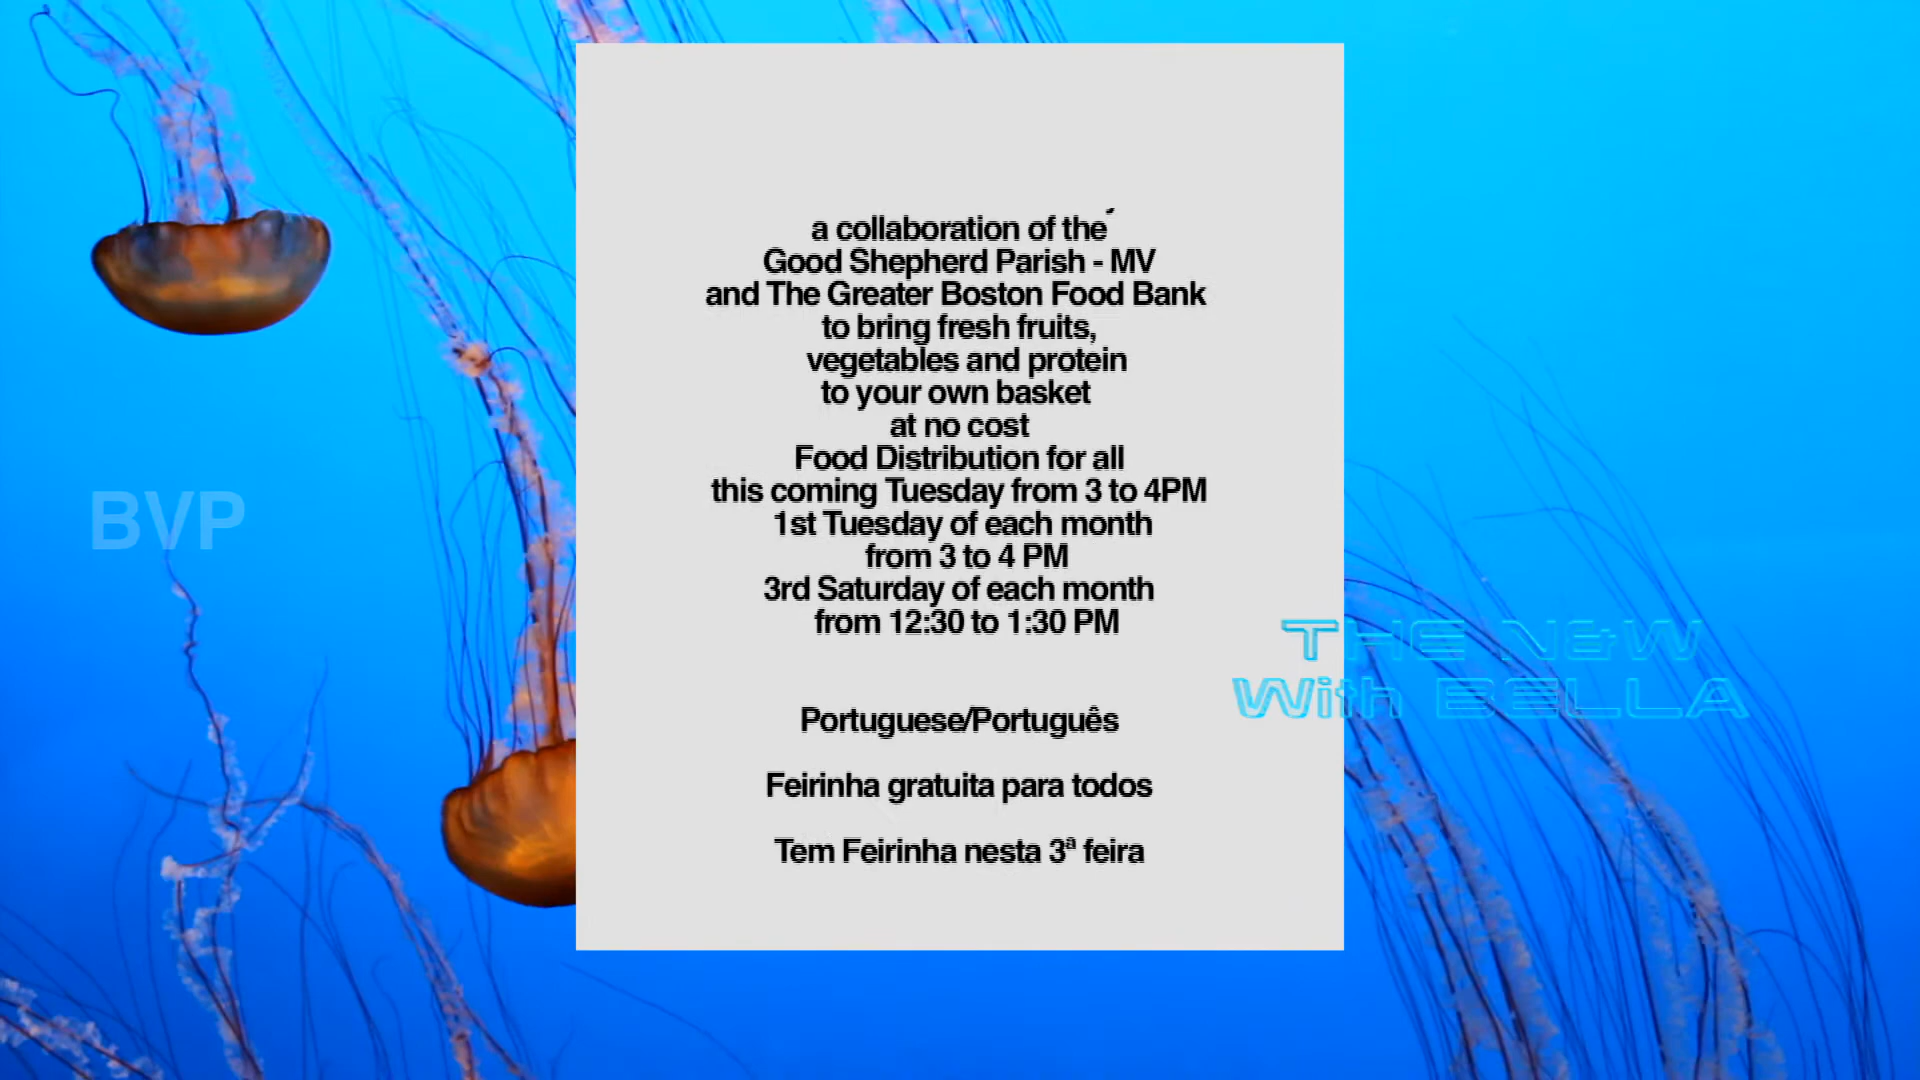 a collaboration of the
Good Shepherd Parish - MV
and The Greater Boston Food Bank
to bring fresh fruits,
vegetables and protein
to your own basket
at no cost
Food Distribution for all
this coming Tuesday from 3 to 4PM
1st Tuesday of each month
from 3 to 4 PM
3rd Saturday of each month
from 12:30 to 1:30 PM
Portuguese/Português
Feirinha gratuita para todos
Tem Feirinha nesta 3ª feira
BVP
THE N&W
With BELLA